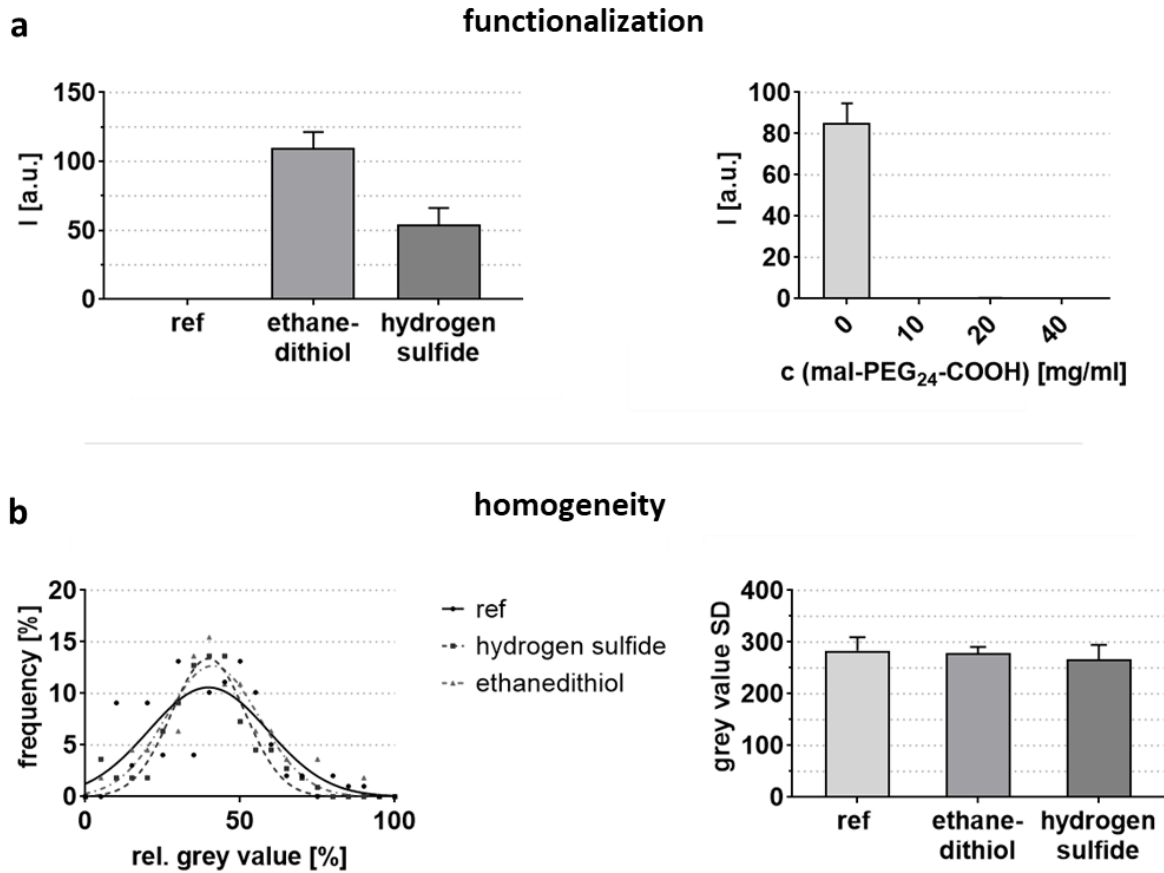 a
functionalization
150
100
50
0
I [a.u.]
ref
ethane-
dithiol
hydrogen
sulfide
100
80
60
40
20
0
I [a.u.]
0
10
20
40
c (mal-PEG₂₄-COOH) [mg/ml]
b
homogeneity
20
15
10
5
0
frequency [%]
0
50
100
rel. grey value [%]
ref
hydrogen sulfide
ethanedithiol
400
300
200
100
0
grey value SD
ref
ethane-
dithiol
hydrogen
sulfide